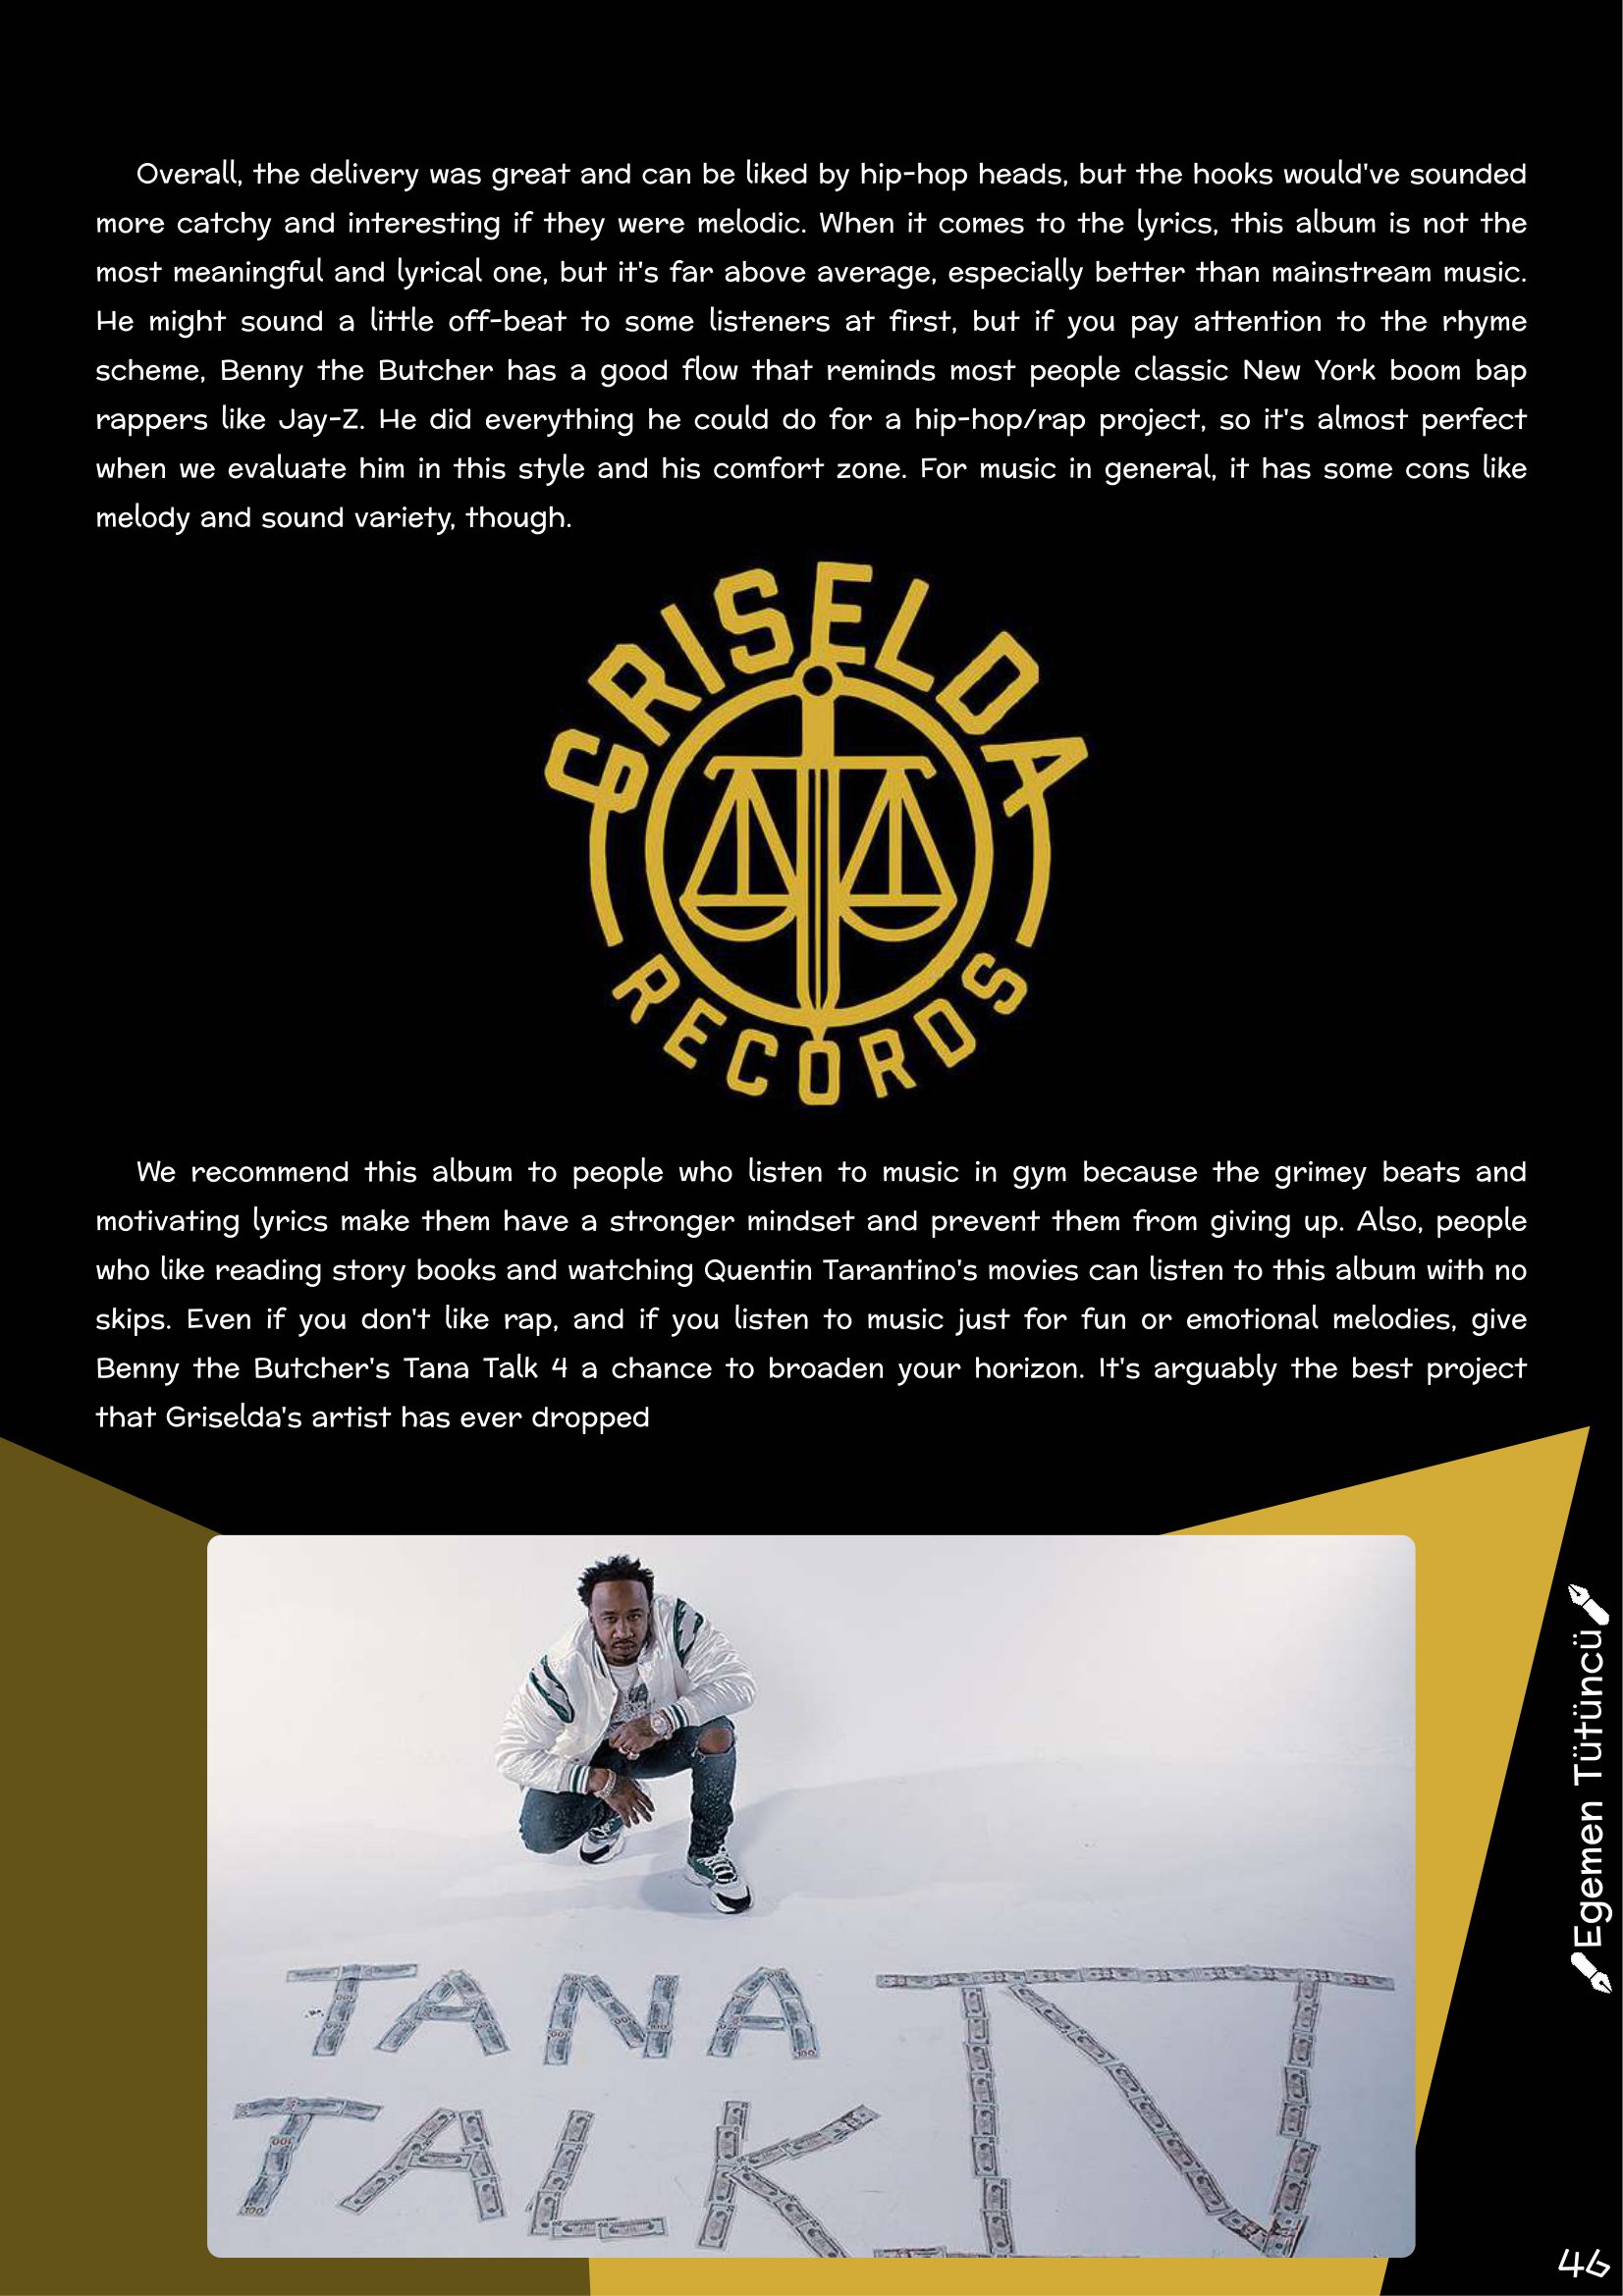 Overall, the delivery was great and can be liked by hip-hop heads, but the hooks would've sounded
more catchy and interesting if they were melodic. When it comes to the lyrics, this album is not the
most meaningful and lyrical one, but it's far above average, especially better than mainstream music.
He might sound a little off-beat to some listeners at first, but if you pay attention to the rhyme
scheme, Benny the Butcher has a good flow that reminds most people classic New York boom bap
rappers like Jay-Z. He did everything he could do for a hip-hop/rap project, so it's almost perfect
when we evaluate him in this style and his comfort zone. For music in general, it has some cons like
melody and sound variety, though.
GRISELDA
RECORDS
We recommend this album to people who listen to music in gym because the grimey beats and
motivating lyrics make them have a stronger mindset and prevent them from giving up. Also, people
who like reading story books and watching Quentin Tarantino's movies can listen to this album with no
skips. Even if you don't like rap, and if you listen to music just for fun or emotional melodies, give
Benny the Butcher's Tana Talk 4 a chance to broaden your horizon. It's arguably the best project
that Griselda's artist has ever dropped
Egemen Tütüncü
TANA
TALK
IV
46